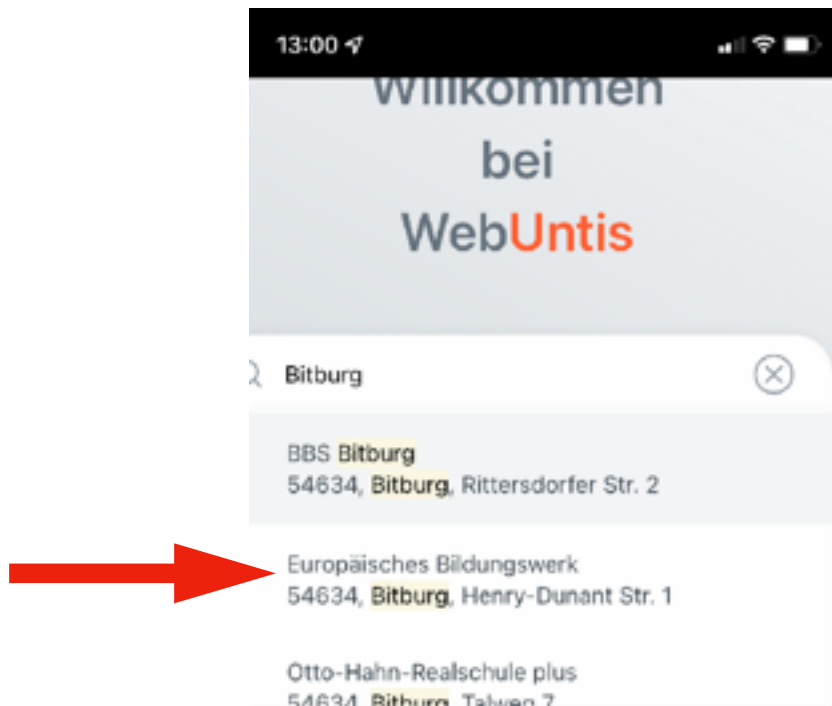 13:00
Willkommen
bei
WebUntis
Bitburg
BBS Bitburg
54634, Bitburg, Rittersdorfer Str. 2
Europäisches Bildungswerk
54634, Bitburg, Henry-Dunant Str. 1
Otto-Hahn-Realschule plus
54634, Bitburg, Talweg 7